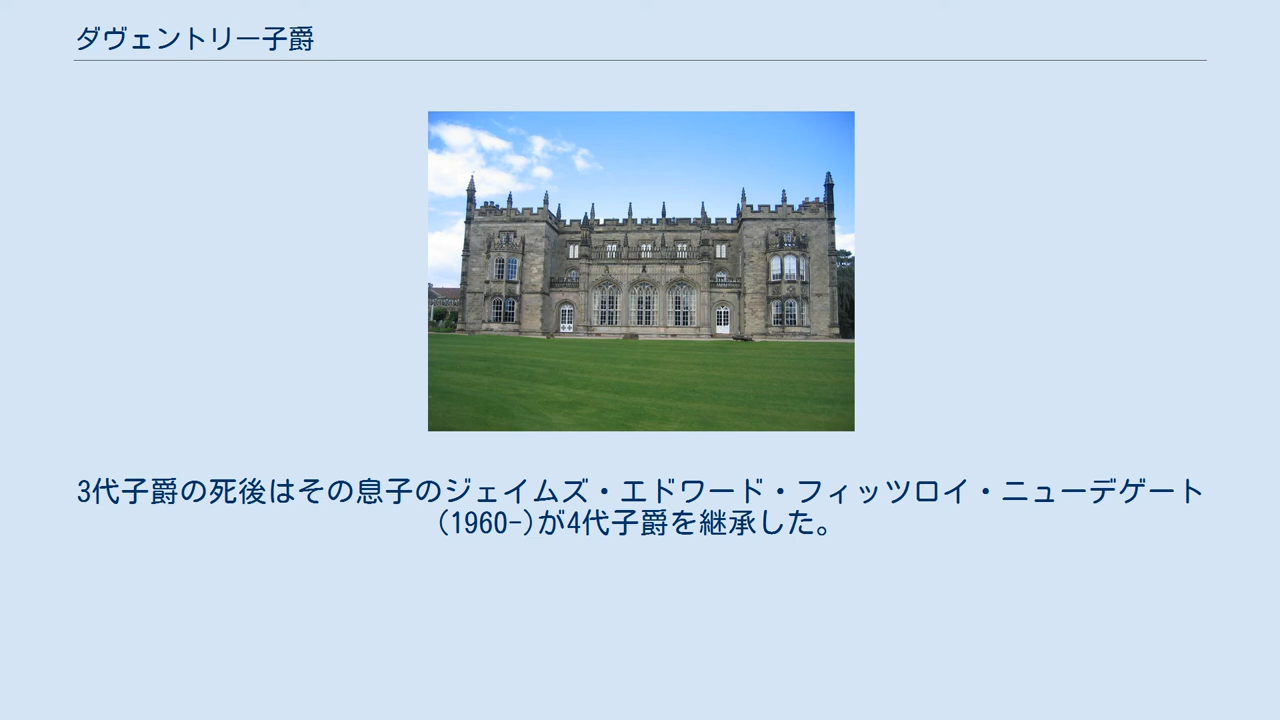 ダヴェントリー子爵
3代子爵の死後はその息子のジェイムズ・エドワード・フィッツロイ・ニューデゲート
(1960-)が4代子爵を継承した。